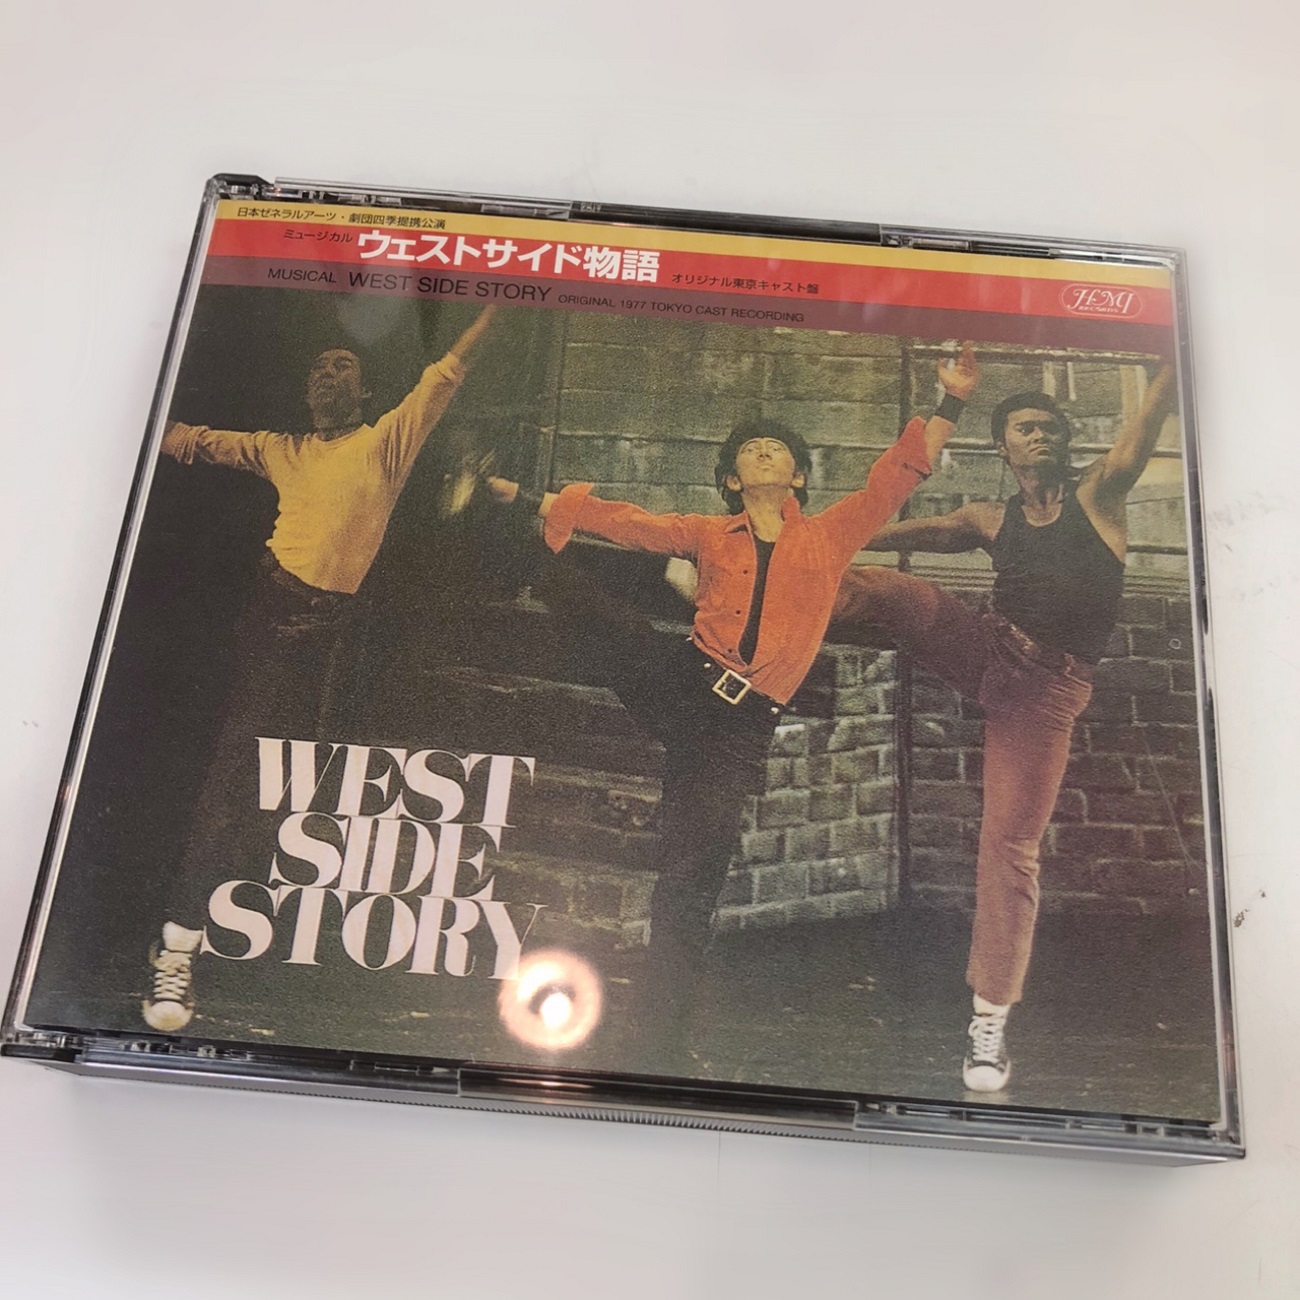 日本ゼネラルアーツ・劇団四季提携公演
ミュージカル ウェストサイド物語 オリジナル東京キャスト盤
MUSICAL WEST SIDE STORY ORIGINAL 1977 TOKYO CAST RECORDING
WEST
SIDE
STORY